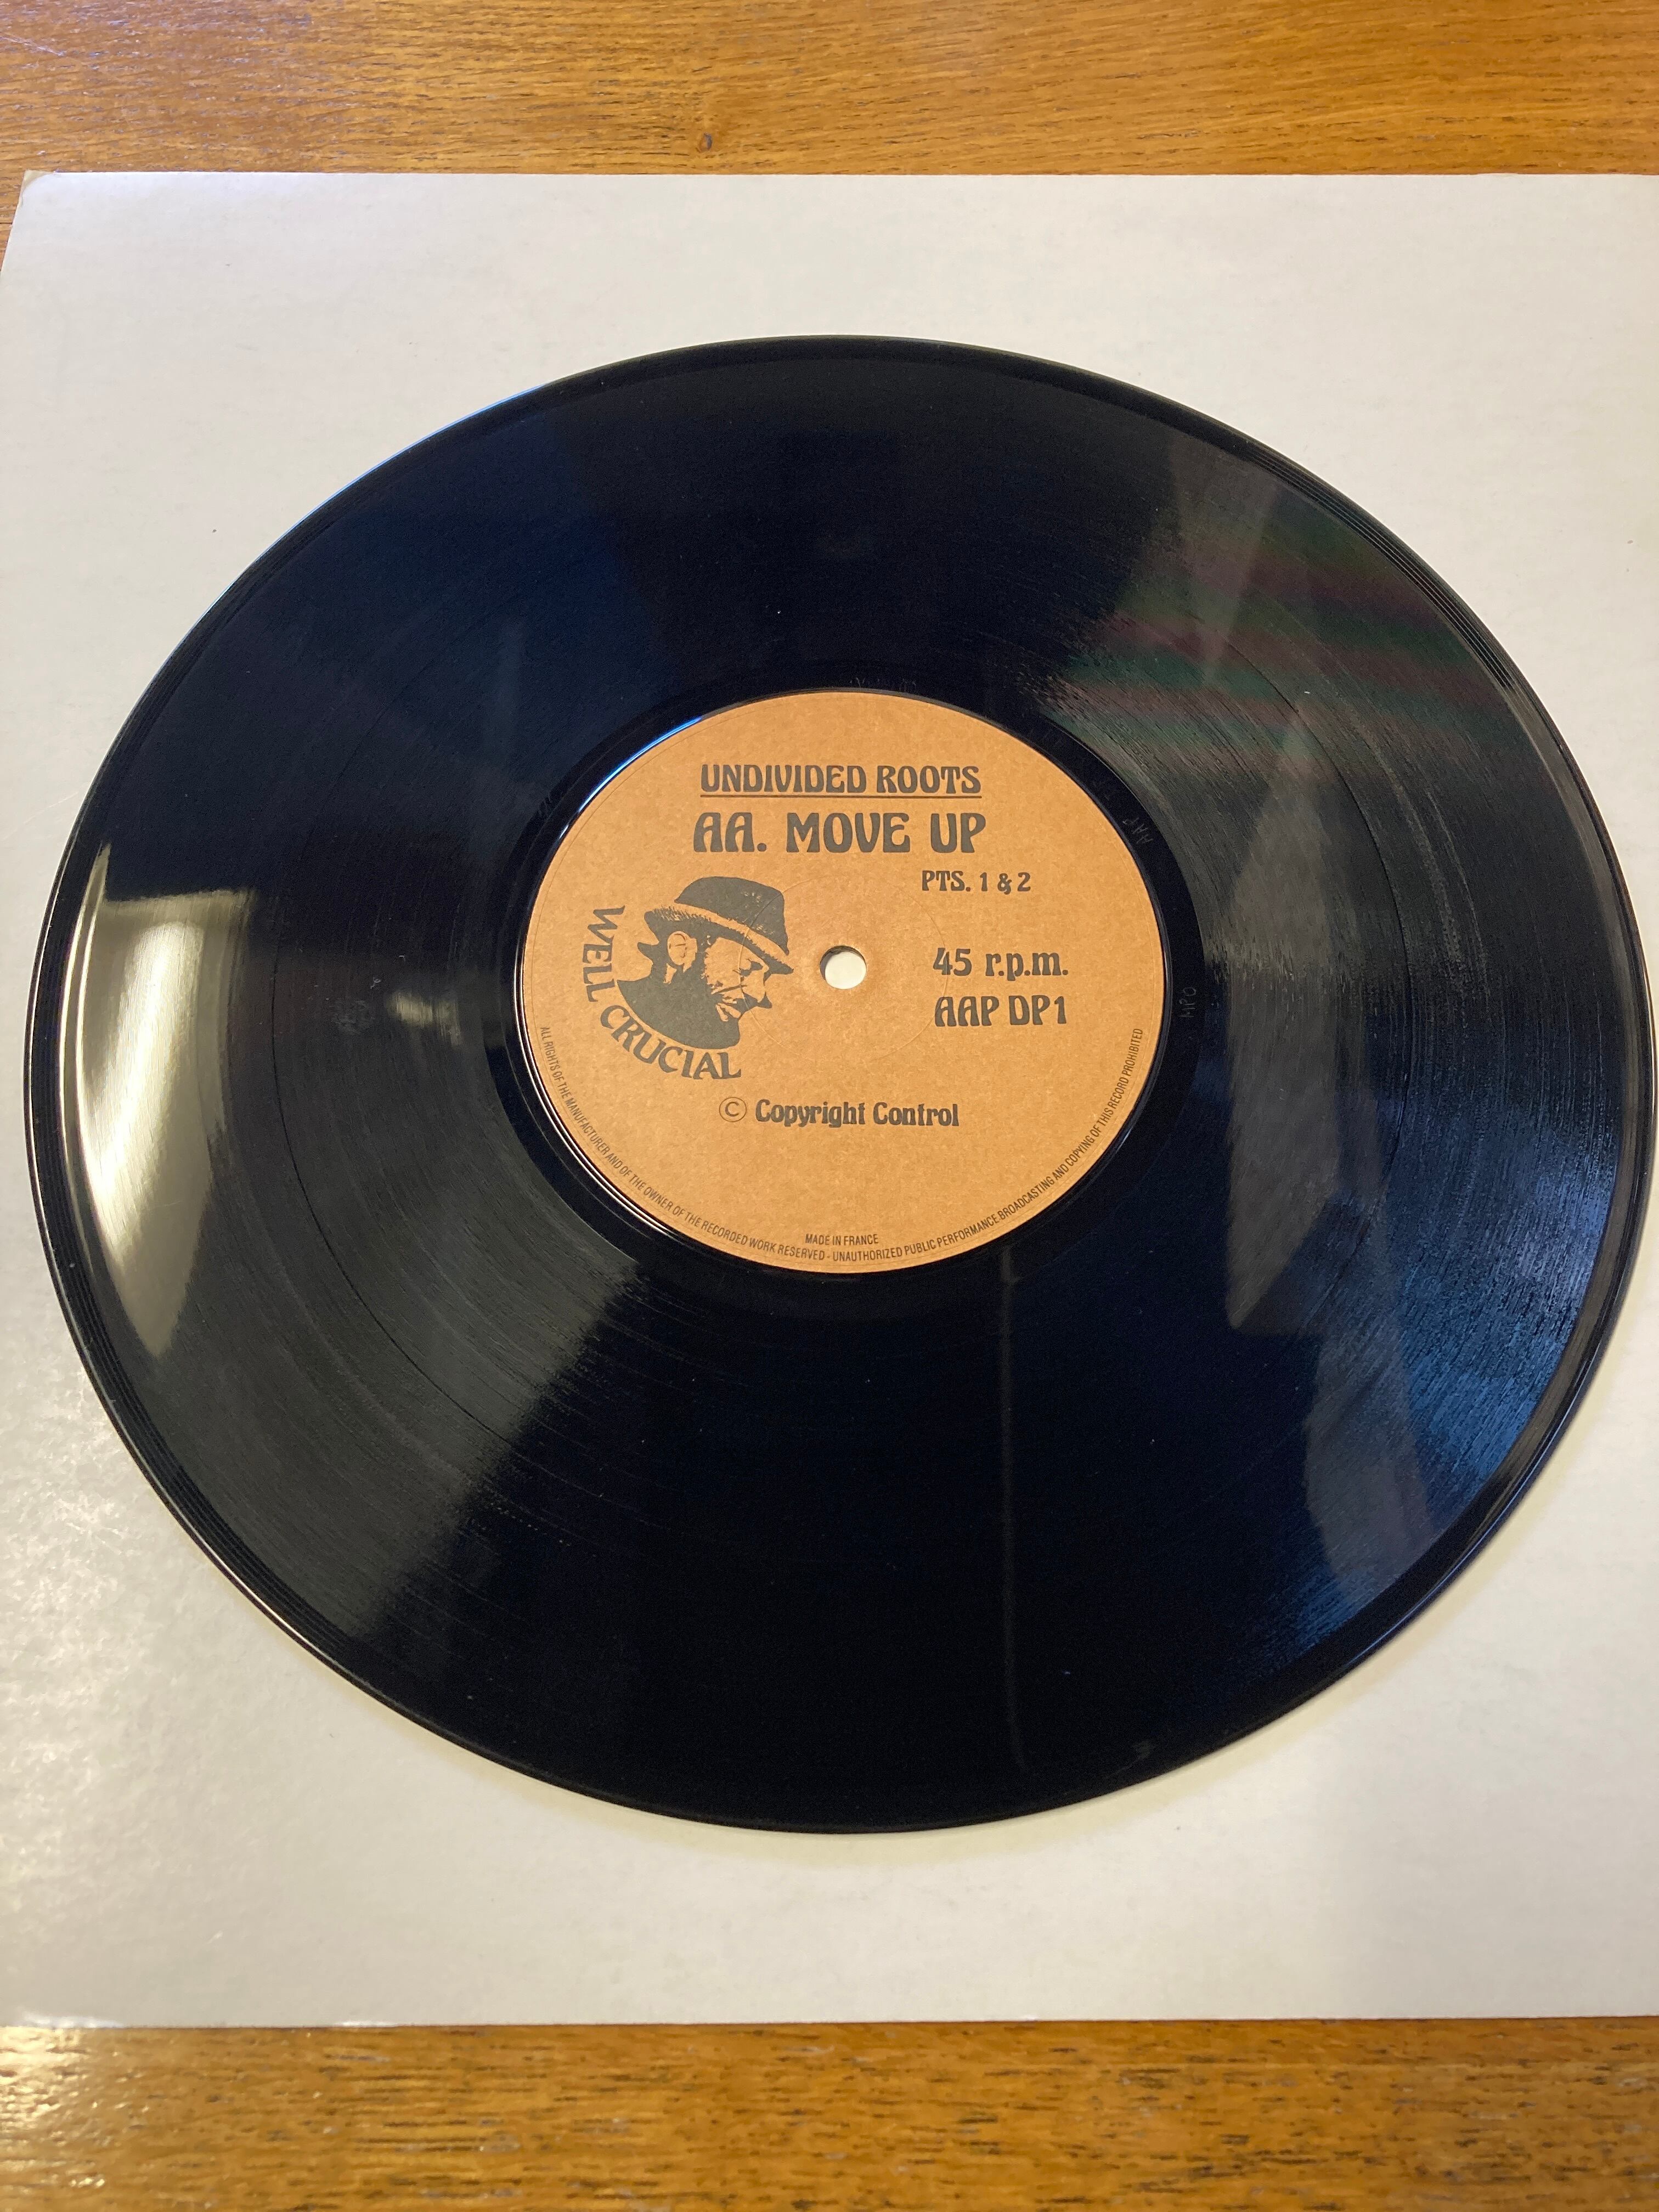 UNDIVIDED ROOTS
AA. MOVE UP
PTS. 1 & 2
WELL CRUCIAL
45 r.p.m.
AAP DP1
© Copyright Control
MADE IN FRANCE
ALL RIGHTS OF THE MANUFACTURER AND OF THE OWNER OF THE RECORDED WORK RESERVED - UNAUTHORIZED PUBLIC PERFORMANCE BROADCASTING AND COPYING OF THIS RECORD PROHIBITED
MPO